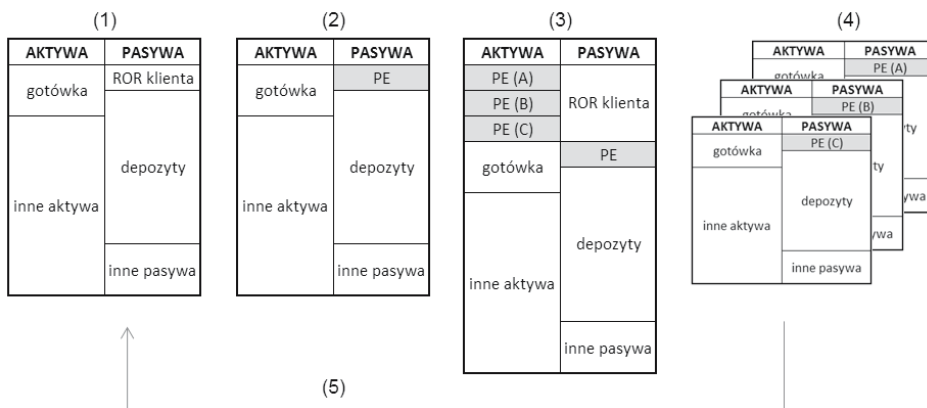 (1)
AKTYWA PASYWA
gotówka
ROR klienta
depozyty
inne aktywa
inne pasywa
(2)
AKTYWA PASYWA
gotówka
PE
depozyty
inne aktywa
inne pasywa
(3)
AKTYWA PASYWA
PE (A)
PE (B)
PE (C)
ROR klienta
gotówka
PE
depozyty
inne aktywa
inne pasywa
(4)
AKTYWA PASYWA
gotówka
PE (A)
AKTYWA PASYWA
gotówka
PE (B)
AKTYWA PASYWA
gotówka
PE (C)
depozyty
inne aktywa
inne pasywa
(5)